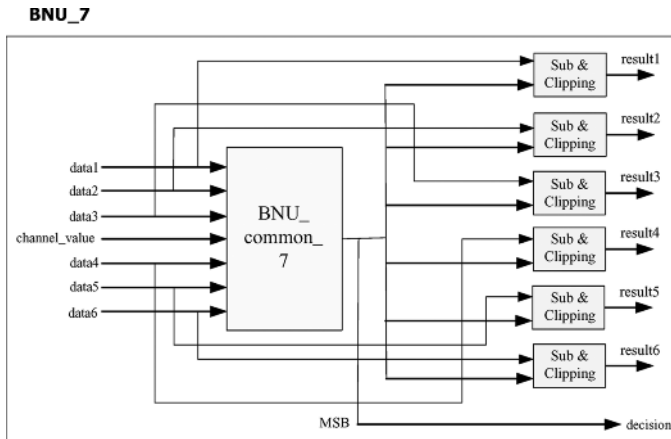 BNU_7
Sub &
Clipping
result1
Sub &
Clipping
result2
data1
data2
data3
channel_value
data4
data5
data6
BNU_
common_
7
Sub &
Clipping
result3
Sub &
Clipping
result4
Sub &
Clipping
result5
Sub &
Clipping
result6
MSB
decision